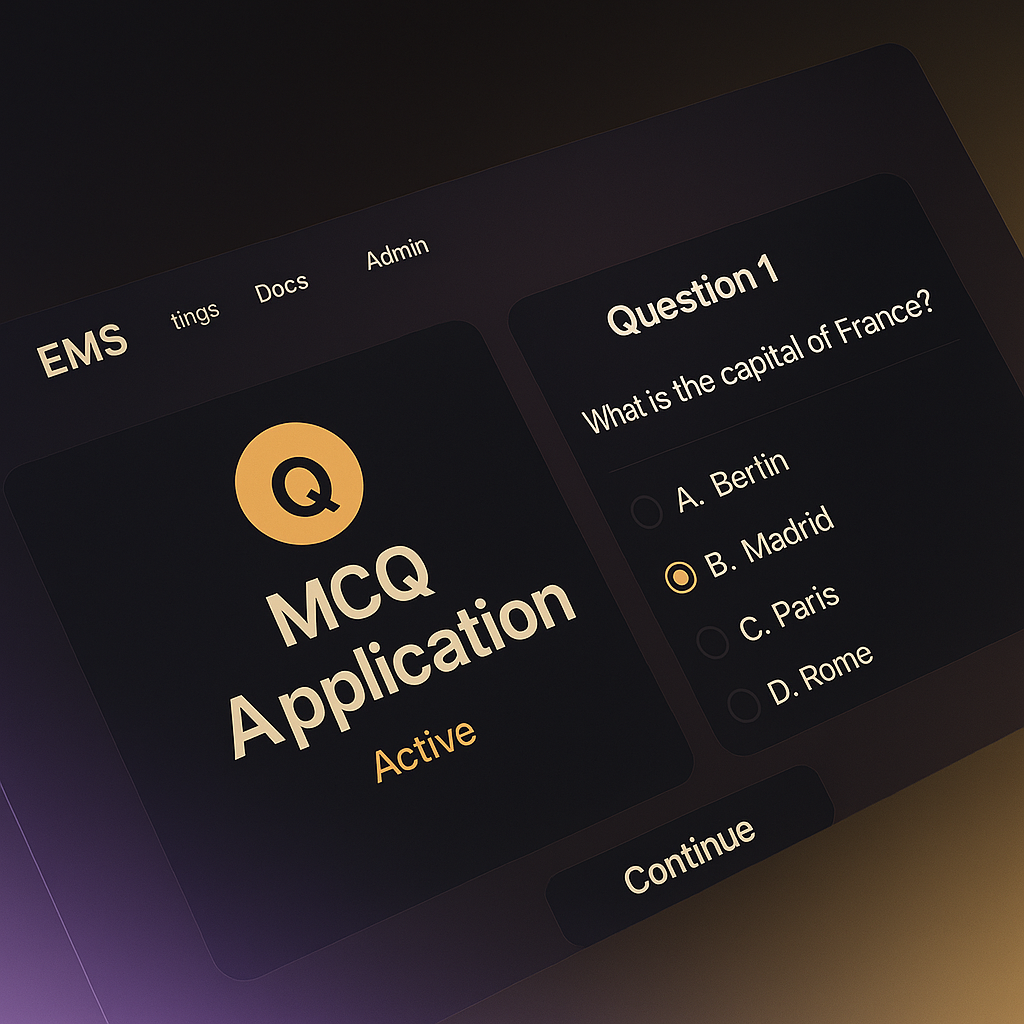 EMS
tings
Docs
Admin
Q
MCQ
Application
Active
Question 1
What is the capital of France?
A. Bertin
B. Madrid
C. Paris
D. Rome
Continue